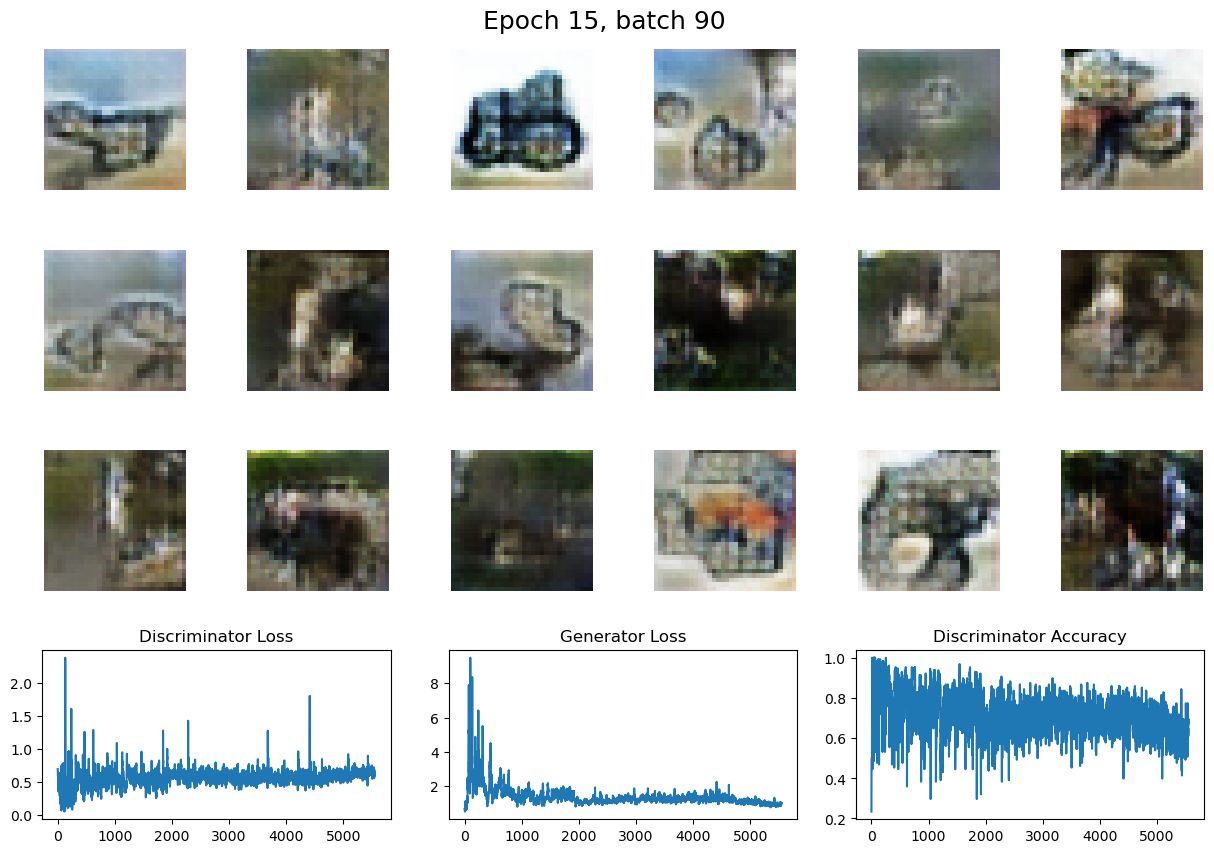 Epoch 15, batch 90
Discriminator Loss
Generator Loss
Discriminator Accuracy
2.0
1.5
1.0
0.5
0.0
0 1000 2000 3000 4000 5000
8
6
4
2
0 1000 2000 3000 4000 5000
1.0
0.8
0.6
0.4
0.2
0 1000 2000 3000 4000 5000